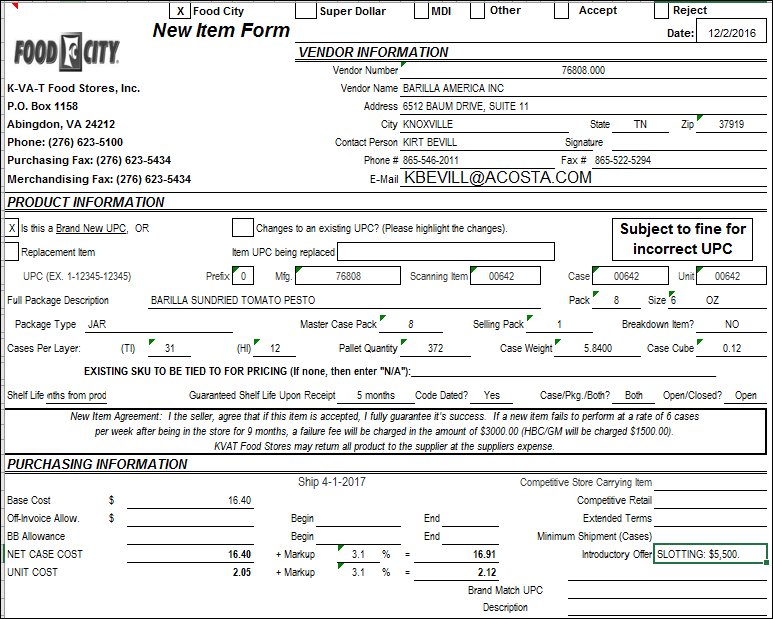 X Food City Super Dollar MDI Other Accept Reject
New Item Form
Date: 12/2/2016
FOOD CITY
VENDOR INFORMATION
Vendor Number 76808.000
K-VA-T Food Stores, Inc. Vendor Name BARILLA AMERICA INC
P.O. Box 1158 Address 6512 BAUM DRIVE, SUITE 11
Abingdon, VA 24212 City KNOXVILLE State TN Zip 37919
Phone: (276) 623-5100 Contact Person KIRT BEVILL Signature
Purchasing Fax: (276) 623-5434 Phone # 865-546-2011 Fax # 865-522-5294
Merchandising Fax: (276) 623-5434 E-Mail KBEVILL@ACOSTA.COM
PRODUCT INFORMATION
X Is this a Brand New UPC, OR Changes to an existing UPC? (Please highlight the changes).
Subject to fine for
incorrect UPC
Replacement Item Item UPC being replaced
UPC (EX. 1-12345-12345) Prefix 0 Mfg. 76808 Scanning Item 00642 Case 00642 Unit 00642
Full Package Description BARILLA SUNDRIED TOMATO PESTO Pack 8 Size 6 OZ
Package Type JAR Master Case Pack 8 Selling Pack 1 Breakdown Item? NO
Cases Per Layer: (TI) 31 (HI) 12 Pallet Quantity 372 Case Weight 5.8400 Case Cube 0.12
EXISTING SKU TO BE TIED TO FOR PRICING (If none, then enter "N/A"):
Shelf Life nths from prod Guaranteed Shelf Life Upon Receipt 5 months Code Dated? Yes Case/Pkg./Both? Both Open/Closed? Open
New Item Agreement: I the seller, agree that if this item is accepted, I fully guarantee it's success. If a new item fails to perform at a rate of 6 cases
per week after being in the store for 9 months, a failure fee will be charged in the amount of $3000.00 (HBC/GM will be charged $1500.00).
KVAT Food Stores may return all product to the supplier at the suppliers expense.
PURCHASING INFORMATION
Ship 4-1-2017 Competitive Store Carrying Item
Base Cost $ 16.40 Competitive Retail
Off-Invoice Allow. $ Begin End Extended Terms
BB Allowance Begin End Minimum Shipment (Cases)
NET CASE COST 16.40 + Markup 3.1 % = 16.91 Introductory Offer SLOTTING: $5,500.
UNIT COST 2.05 + Markup 3.1 % = 2.12
Brand Match UPC
Description